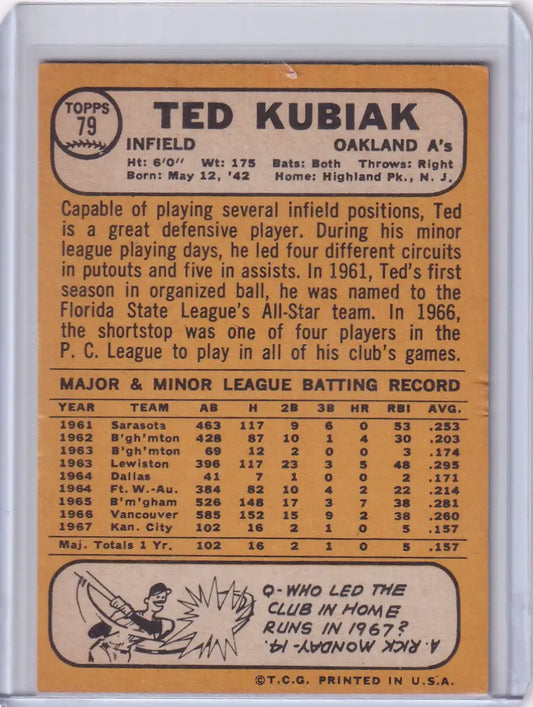 TOPPS
79
TED KUBIAK
INFIELD OAKLAND A's
Ht: 6'0" Wt: 175 Bats: Both Throws: Right
Born: May 12, '42 Home: Highland Pk., N. J.
Capable of playing several infield positions, Ted
is a great defensive player. During his minor
league playing days, he led four different circuits
in putouts and five in assists. In 1961, Ted's first
season in organized ball, he was named to the
Florida State League's All-Star team. In 1966,
the shortstop was one of four players in the
P. C. League to play in all of his club's games.
MAJOR & MINOR LEAGUE BATTING RECORD
YEAR TEAM AB H 2B 3B HR RBI AVG.
1961 Sarasota 463 117 9 6 0 53 .253
1962 B'gh'mton 428 87 10 1 4 30 .203
1963 B'gh'mton 69 12 2 0 0 3 .174
1963 Lewiston 396 117 23 3 5 48 .295
1964 Dallas 41 7 1 0 0 2 .171
1964 Ft. W.-Au. 384 82 10 4 2 22 .214
1965 B'm'gham 526 148 17 3 7 38 .281
1966 Vancouver 585 152 15 9 2 38 .260
1967 Kan. City 102 16 2 1 0 5 .157
Maj. Totals 1 Yr. 102 16 2 1 0 5 .157
Q-WHO LED THE
CLUB IN HOME
RUNS IN 1967?
A. RICK MONDAY-14.
©T.C.G. PRINTED IN U.S.A.